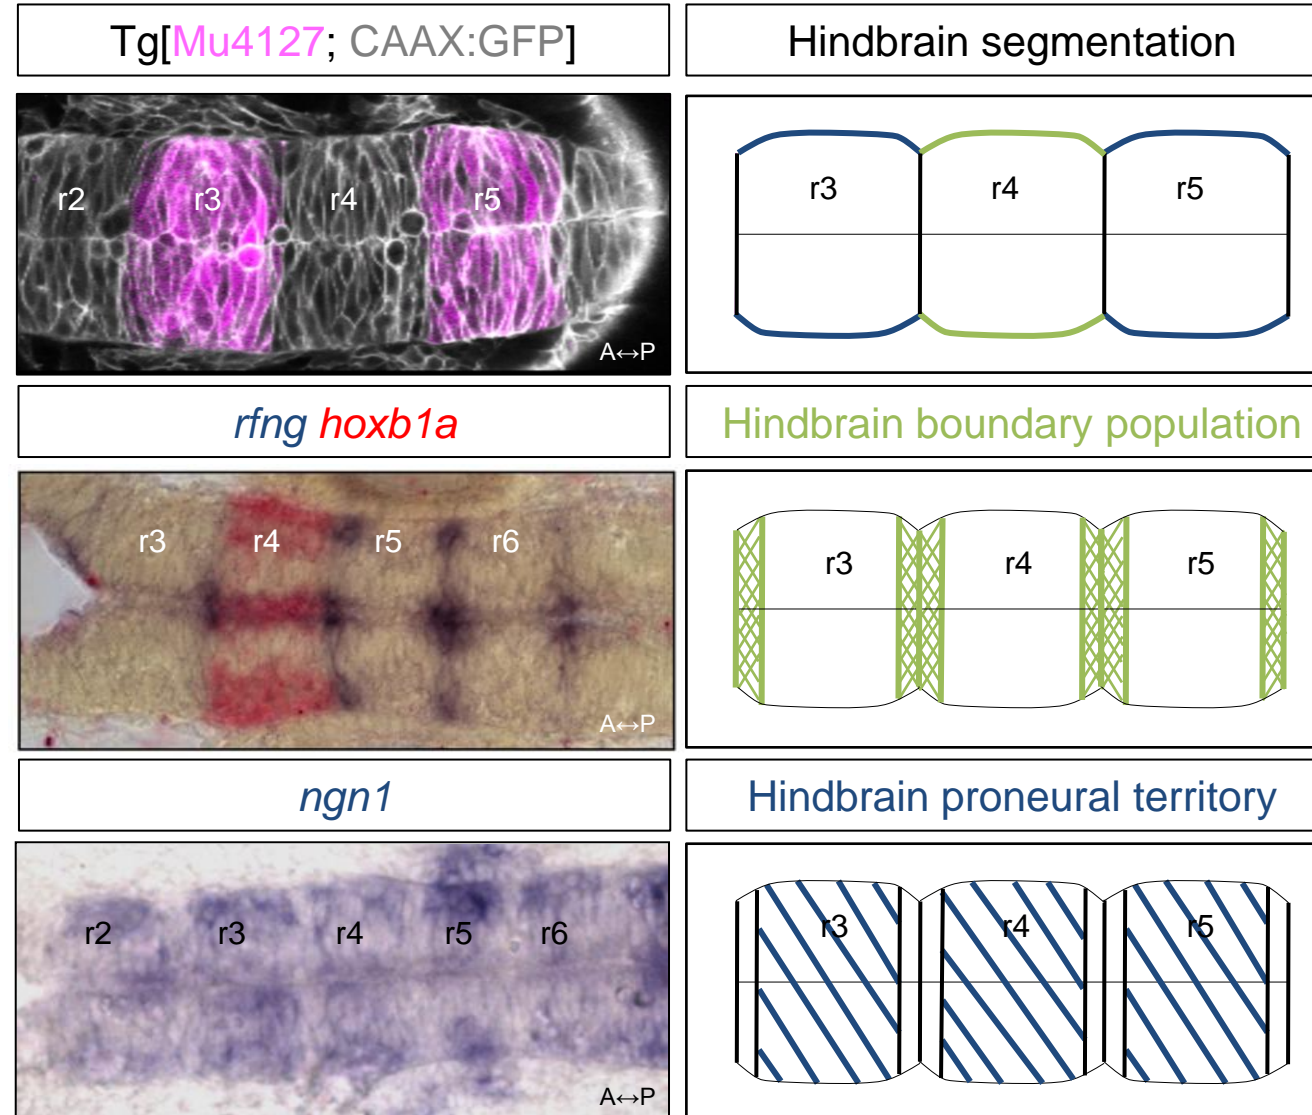 Tg[Mu4127; CAAX:GFP]
Hindbrain segmentation
r2 r3 r4 r5
A↔P
r3 r4 r5
rfng hoxb1a
Hindbrain boundary population
r3 r4 r5 r6
A↔P
r3 r4 r5
ngn1
Hindbrain proneural territory
r2 r3 r4 r5 r6
A↔P
r3 r4 r5